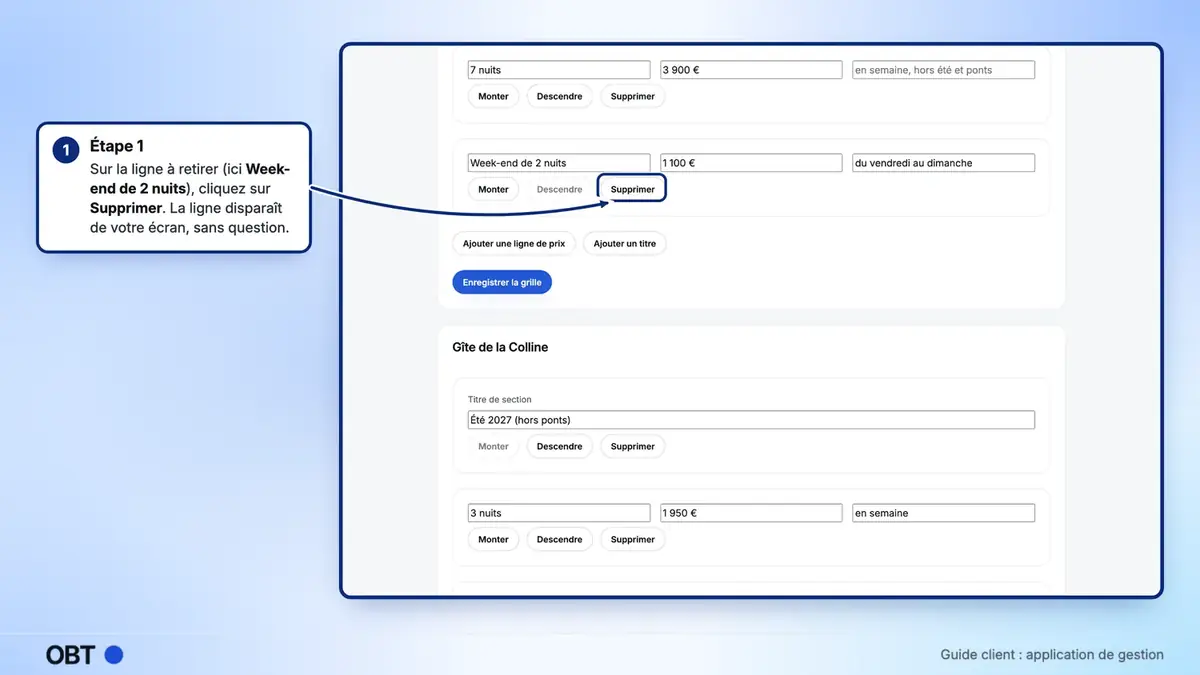 1
Étape 1
Sur la ligne à retirer (ici Week-
end de 2 nuits), cliquez sur
Supprimer. La ligne disparaît
de votre écran, sans question.
7 nuits 3 900 € en semaine, hors été et ponts
Monter Descendre Supprimer
Week-end de 2 nuits 1 100 € du vendredi au dimanche
Monter Descendre Supprimer
Ajouter une ligne de prix Ajouter un titre
Enregistrer la grille
Gîte de la Colline
Titre de section
Été 2027 (hors ponts)
Monter Descendre Supprimer
3 nuits 1 950 € en semaine
Monter Descendre Supprimer
OBT
Guide client : application de gestion